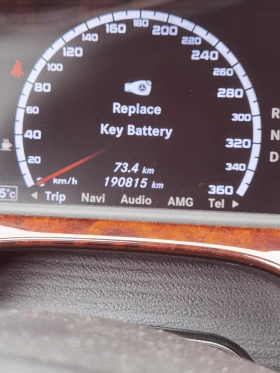 160 180 200
140 220
120 240
100 260
80 280
60 300
40 320
20 340
360
Replace
Key Battery
73.4 km
190815 km
km/h
R
N
D
5°C
Trip Navi Audio AMG Tel